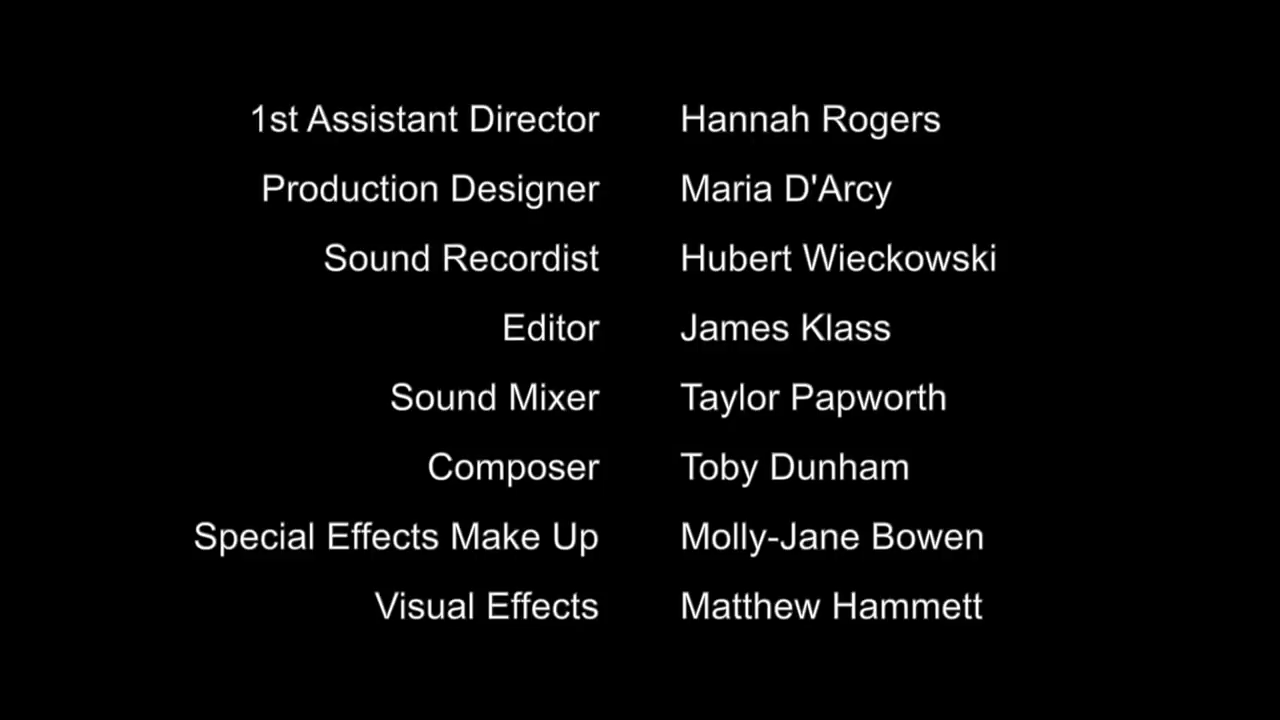 1st Assistant Director Hannah Rogers
Production Designer Maria D'Arcy
Sound Recordist Hubert Wieckowski
Editor James Klass
Sound Mixer Taylor Papworth
Composer Toby Dunham
Special Effects Make Up Molly-Jane Bowen
Visual Effects Matthew Hammett